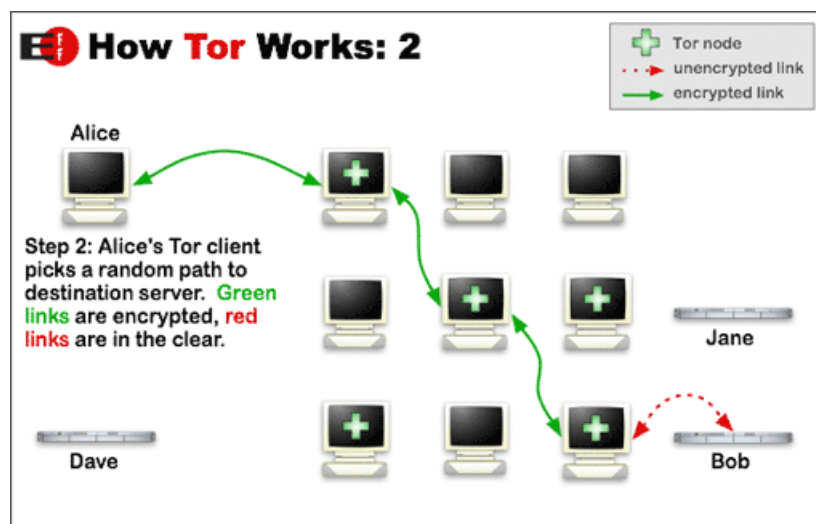 EFF How Tor Works: 2
Tor node
unencrypted link
encrypted link
Alice
Step 2: Alice's Tor client
picks a random path to
destination server. Green
links are encrypted, red
links are in the clear.
Jane
Dave
Bob